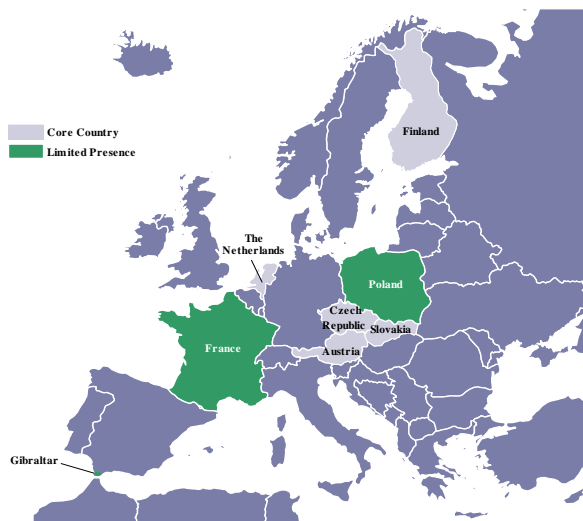 Core Country
Limited Presence
Finland
The
Netherlands
Poland
Czech
Republic
Slovakia
Austria
France
Gibraltar